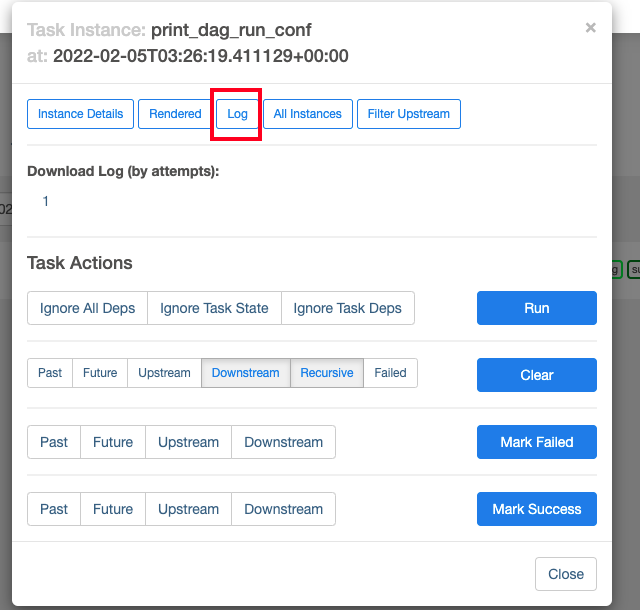 Task Instance: print_dag_run_conf ×
at: 2022-02-05T03:26:19.411129+00:00
Instance Details Rendered Log All Instances Filter Upstream
Download Log (by attempts):
1
02
Task Actions
g
Ignore All Deps Ignore Task State Ignore Task Deps Run
Past Future Upstream Downstream Recursive Failed Clear
Past Future Upstream Downstream Mark Failed
Past Future Upstream Downstream Mark Success
Close